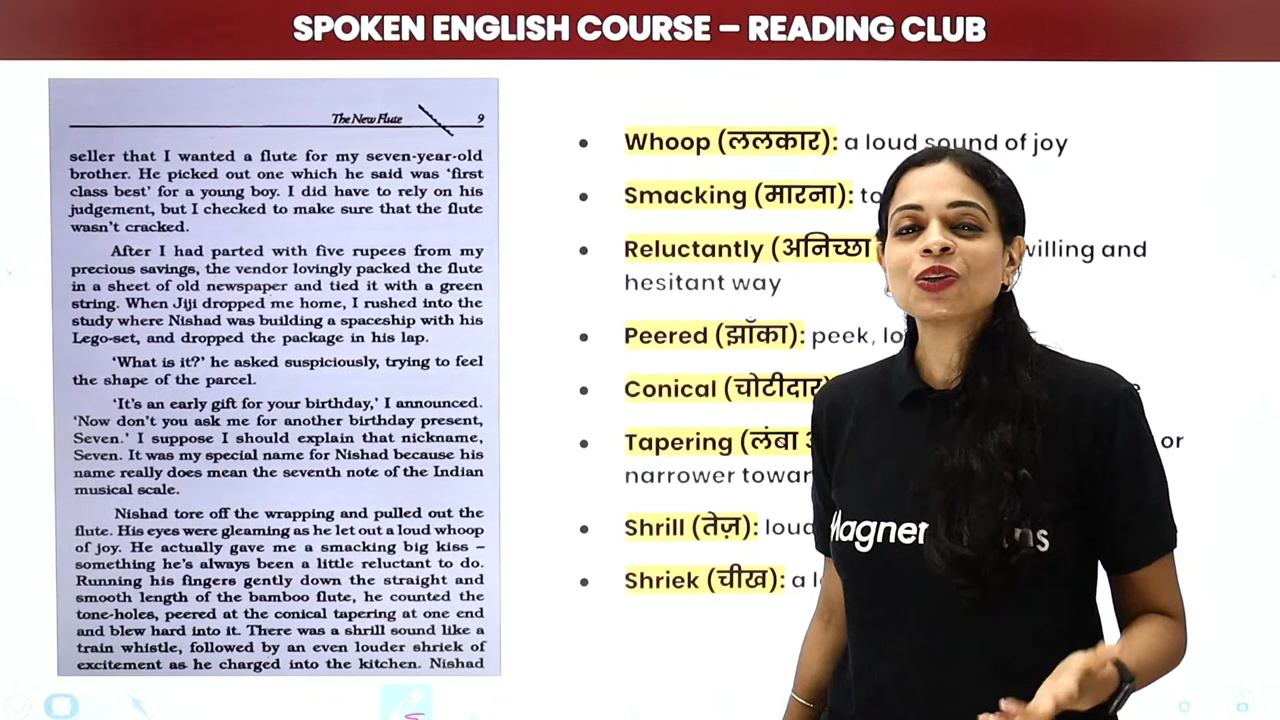 SPOKEN ENGLISH COURSE – READING CLUB
The New Flute 9
seller that I wanted a flute for my seven-year-old
brother. He picked out one which he said was ‘first
class best’ for a young boy. I did have to rely on his
judgement, but I checked to make sure that the flute
wasn’t cracked.
After I had parted with five rupees from my
precious savings, the vendor lovingly packed the flute
in a sheet of old newspaper and tied it with a green
string. When Jiji dropped me home, I rushed into the
study where Nishad was building a spaceship with his
Lego-set, and dropped the package in his lap.
‘What is it?’ he asked suspiciously, trying to feel
the shape of the parcel.
‘It’s an early gift for your birthday,’ I announced.
‘Now don’t you ask me for another birthday present,
Seven.’ I suppose I should explain that nickname,
Seven. It was my special name for Nishad because his
name really does mean the seventh note of the Indian
musical scale.
Nishad tore off the wrapping and pulled out the
flute. His eyes were gleaming as he let out a loud whoop
of joy. He actually gave me a smacking big kiss –
something he’s always been a little reluctant to do.
Running his fingers gently down the straight and
smooth length of the bamboo flute, he counted the
tone-holes, peered at the conical tapering at one end
and blew hard into it. There was a shrill sound like a
train whistle, followed by an even louder shriek of
excitement as he charged into the kitchen. Nishad
Whoop (ललकार): a loud sound of joy
Smacking (मारना): to
Reluctantly (अनिच्छा willing and
hesitant way
Peered (झाँका): peek,
Conical (चोटीदार)
Tapering (लंबा or
narrower
Shrill (तेज़):
Shriek (चीख): a
Magnet